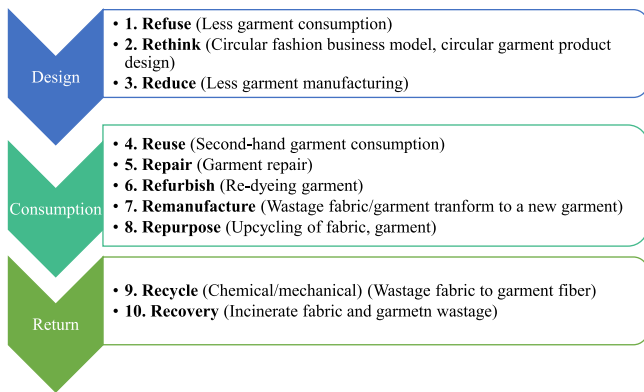 Design
• 1. Refuse (Less garment consumption)
• 2. Rethink (Circular fashion business model, circular garment product
design)
• 3. Reduce (Less garment manufacturing)
Consumption
• 4. Reuse (Second-hand garment consumption)
• 5. Repair (Garment repair)
• 6. Refurbish (Re-dyeing garment)
• 7. Remanufacture (Wastage fabric/garment tranform to a new garment)
• 8. Repurpose (Upcycling of fabric, garment)
Return
• 9. Recycle (Chemical/mechanical) (Wastage fabric to garment fiber)
• 10. Recovery (Incinerate fabric and garmetn wastage)